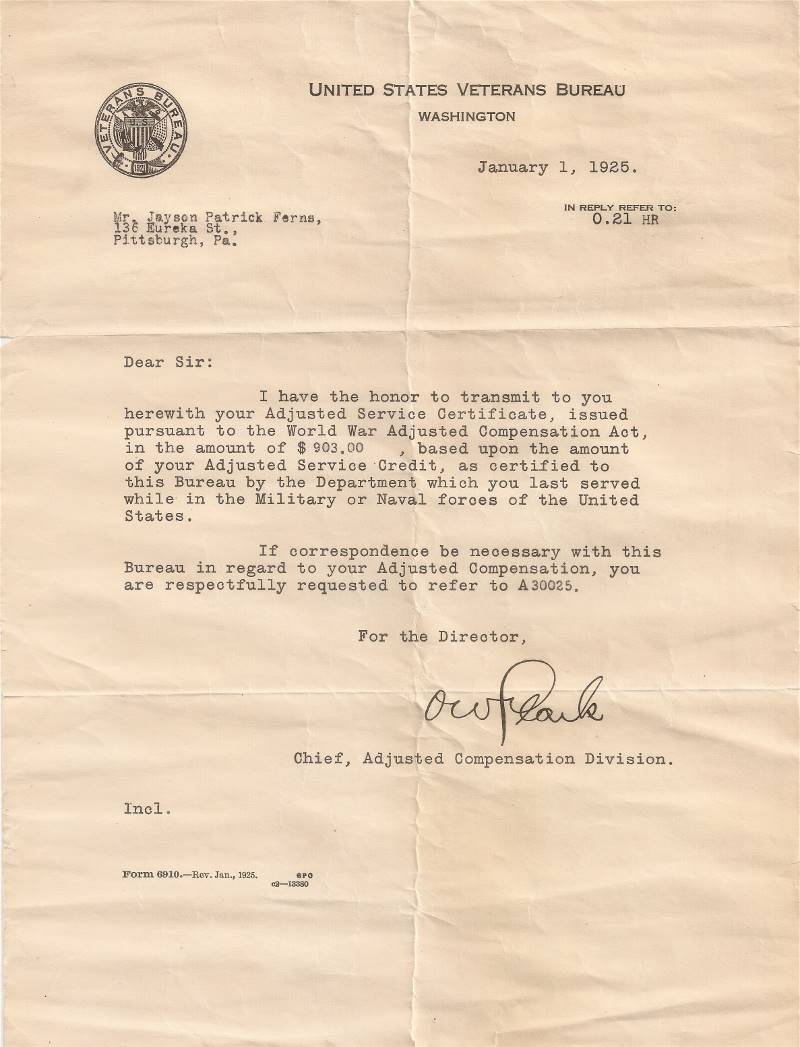 VETERANS BUREAU
U S
1921
UNITED STATES VETERANS BUREAU
WASHINGTON
January 1, 1925.
IN REPLY REFER TO:
0.21 HR
Mr. Jayson Patrick Ferns,
136 Eureka St.,
Pittsburgh, Pa.
Dear Sir:
I have the honor to transmit to you
herewith your Adjusted Service Certificate, issued
pursuant to the World War Adjusted Compensation Act,
in the amount of $ 903.00 , based upon the amount
of your Adjusted Service Credit, as certified to
this Bureau by the Department which you last served
while in the Military or Naval forces of the United
States.
If correspondence be necessary with this
Bureau in regard to your Adjusted Compensation, you
are respectfully requested to refer to A30025.
For the Director,
Chief, Adjusted Compensation Division.
Incl.
Form 6910.—Rev. Jan., 1925.
GPO
c2—13380